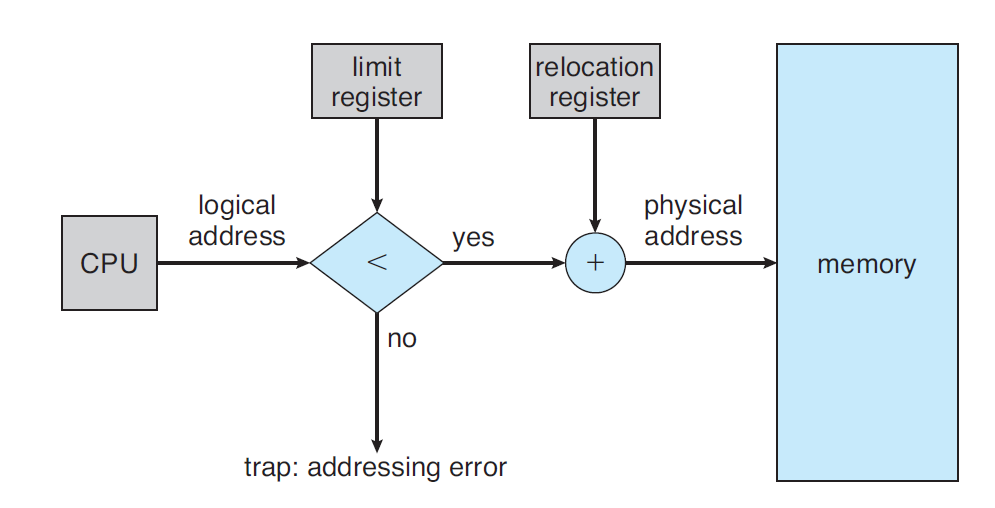 limit
register
relocation
register
logical
address
physical
address
CPU
<
yes
+
memory
no
trap: addressing error